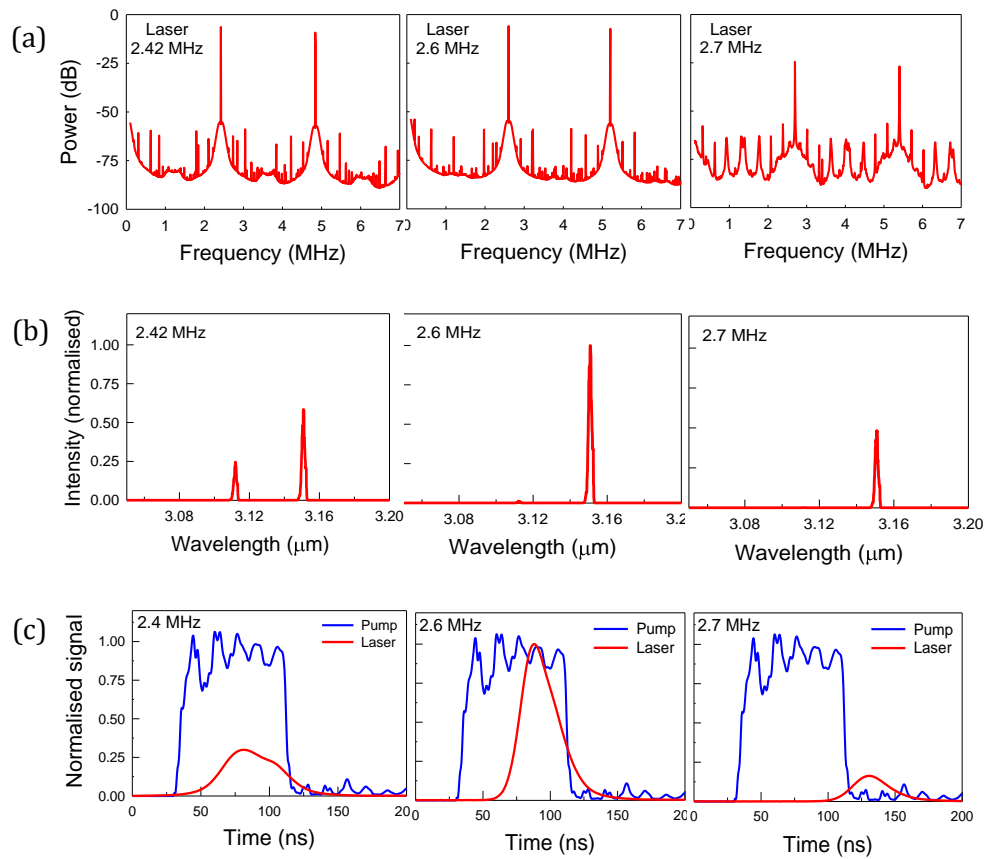 (a)
Laser
2.42 MHz
Laser
2.6 MHz
Laser
2.7 MHz
Power (dB)
0
-25
-50
-75
-100
0 1 2 3 4 5 6 7
0 1 2 3 4 5 6 7
0 1 2 3 4 5 6 7
Frequency (MHz)
Frequency (MHz)
Frequency (MHz)
(b)
2.42 MHz
2.6 MHz
2.7 MHz
Intensity (normalised)
1.00
0.75
0.50
0.25
0.00
3.08 3.12 3.16 3.20
3.08 3.12 3.16 3.2
3.08 3.12 3.16 3.20
Wavelength (μm)
Wavelength (μm)
Wavelength (μm)
(c)
2.4 MHz
Pump
Laser
2.6 MHz
Pump
Laser
2.7 MHz
Pump
Laser
Normalised signal
1.00
0.75
0.50
0.25
0.00
0 50 100 150 20
0 50 100 150 20
0 50 100 150 200
Time (ns)
Time (ns)
Time (ns)